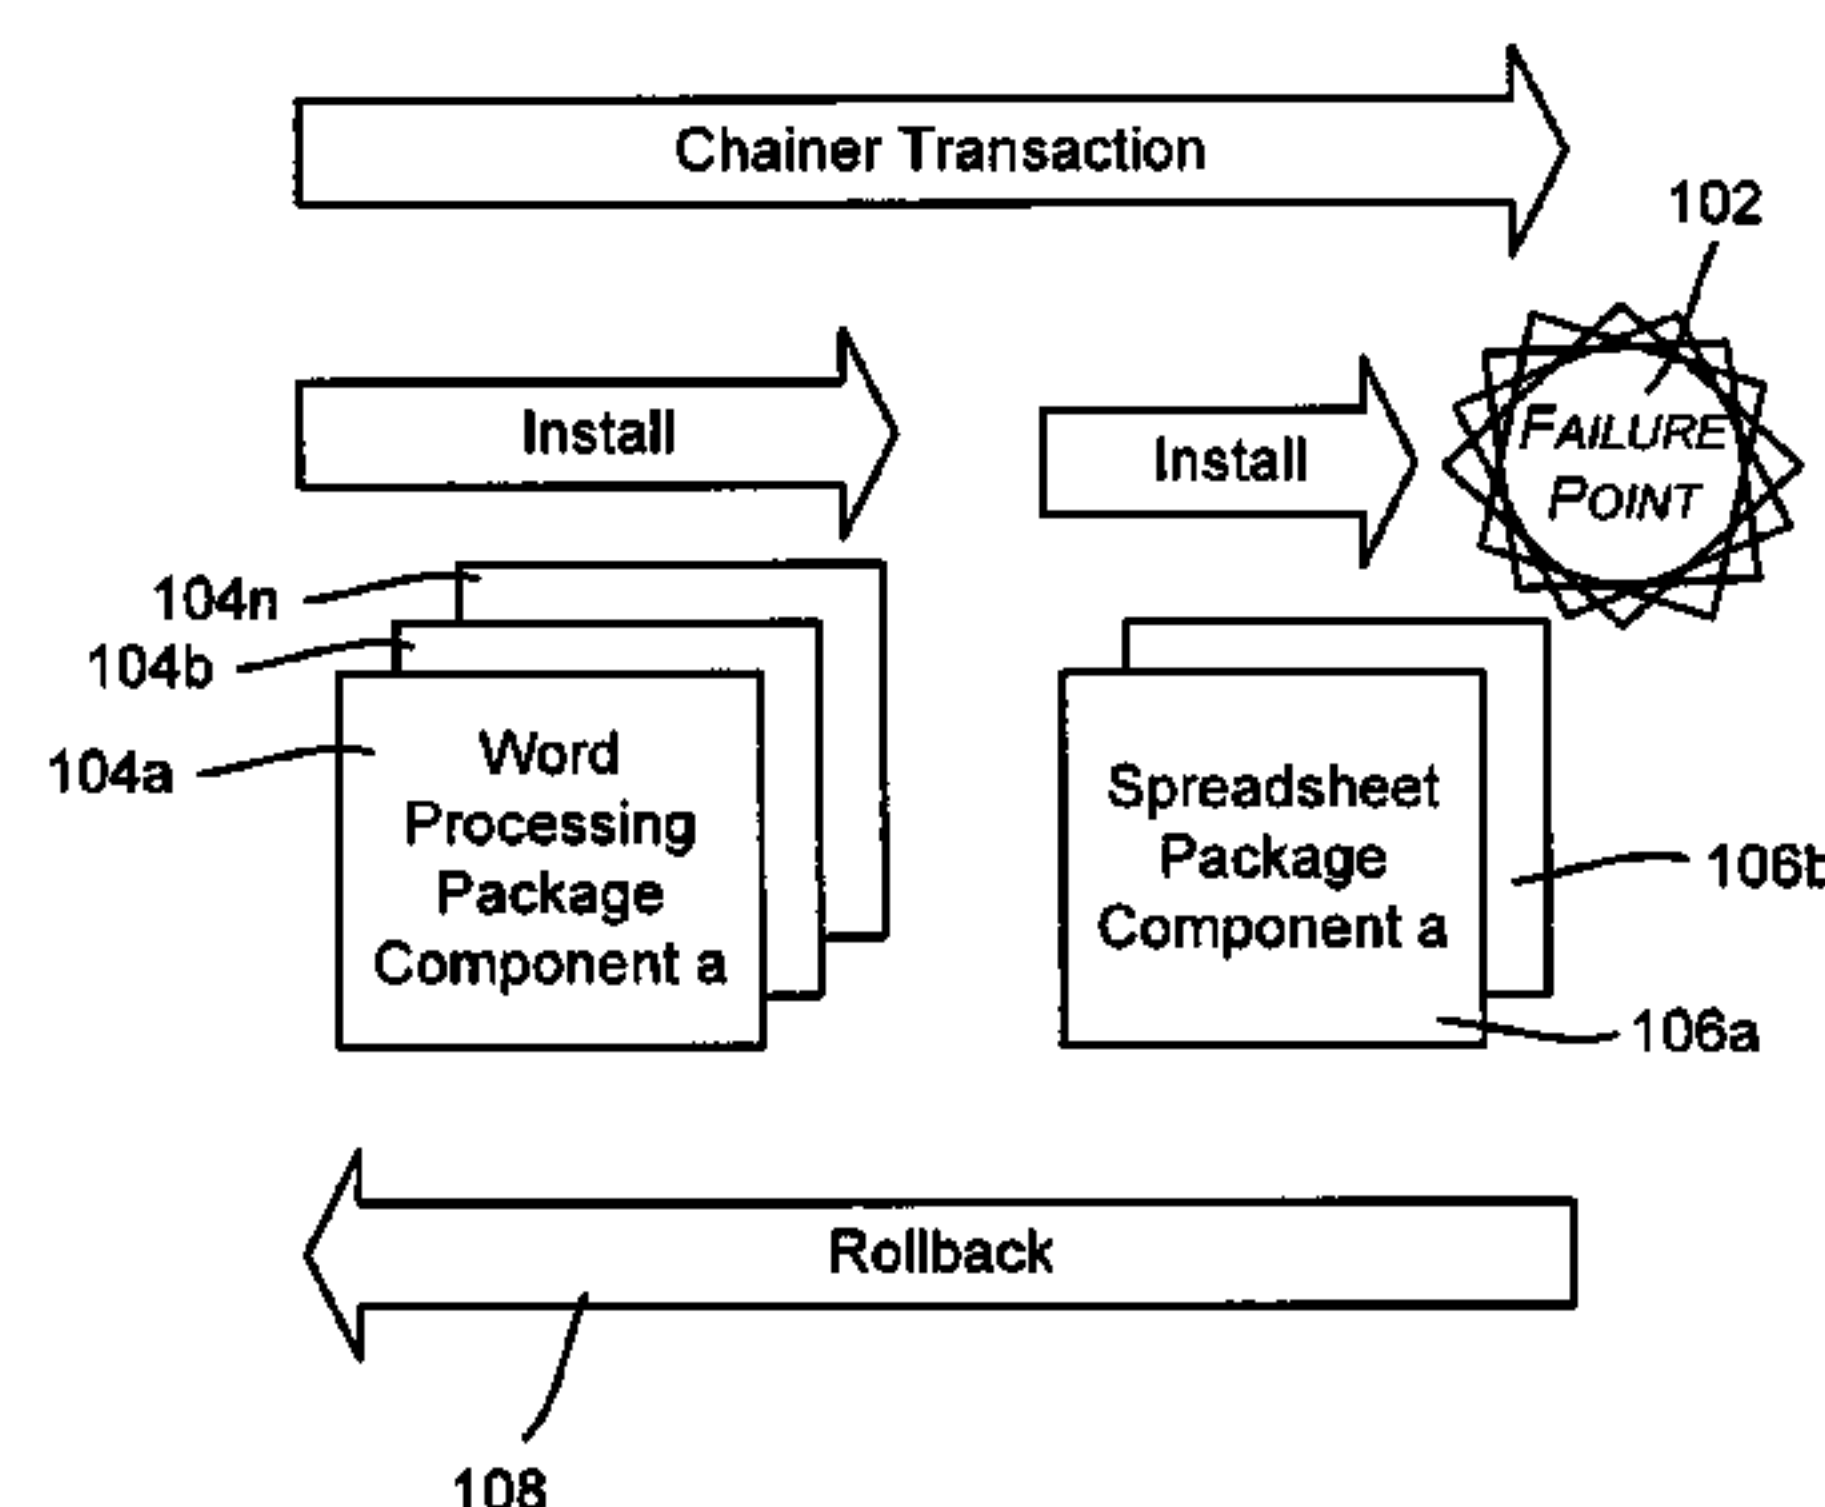 Chainer Transaction
102
Install
Install
FAILURE
POINT
104n
104b
104a
Word
Processing
Package
Component a
Spreadsheet
Package
Component a
106b
106a
Rollback
108